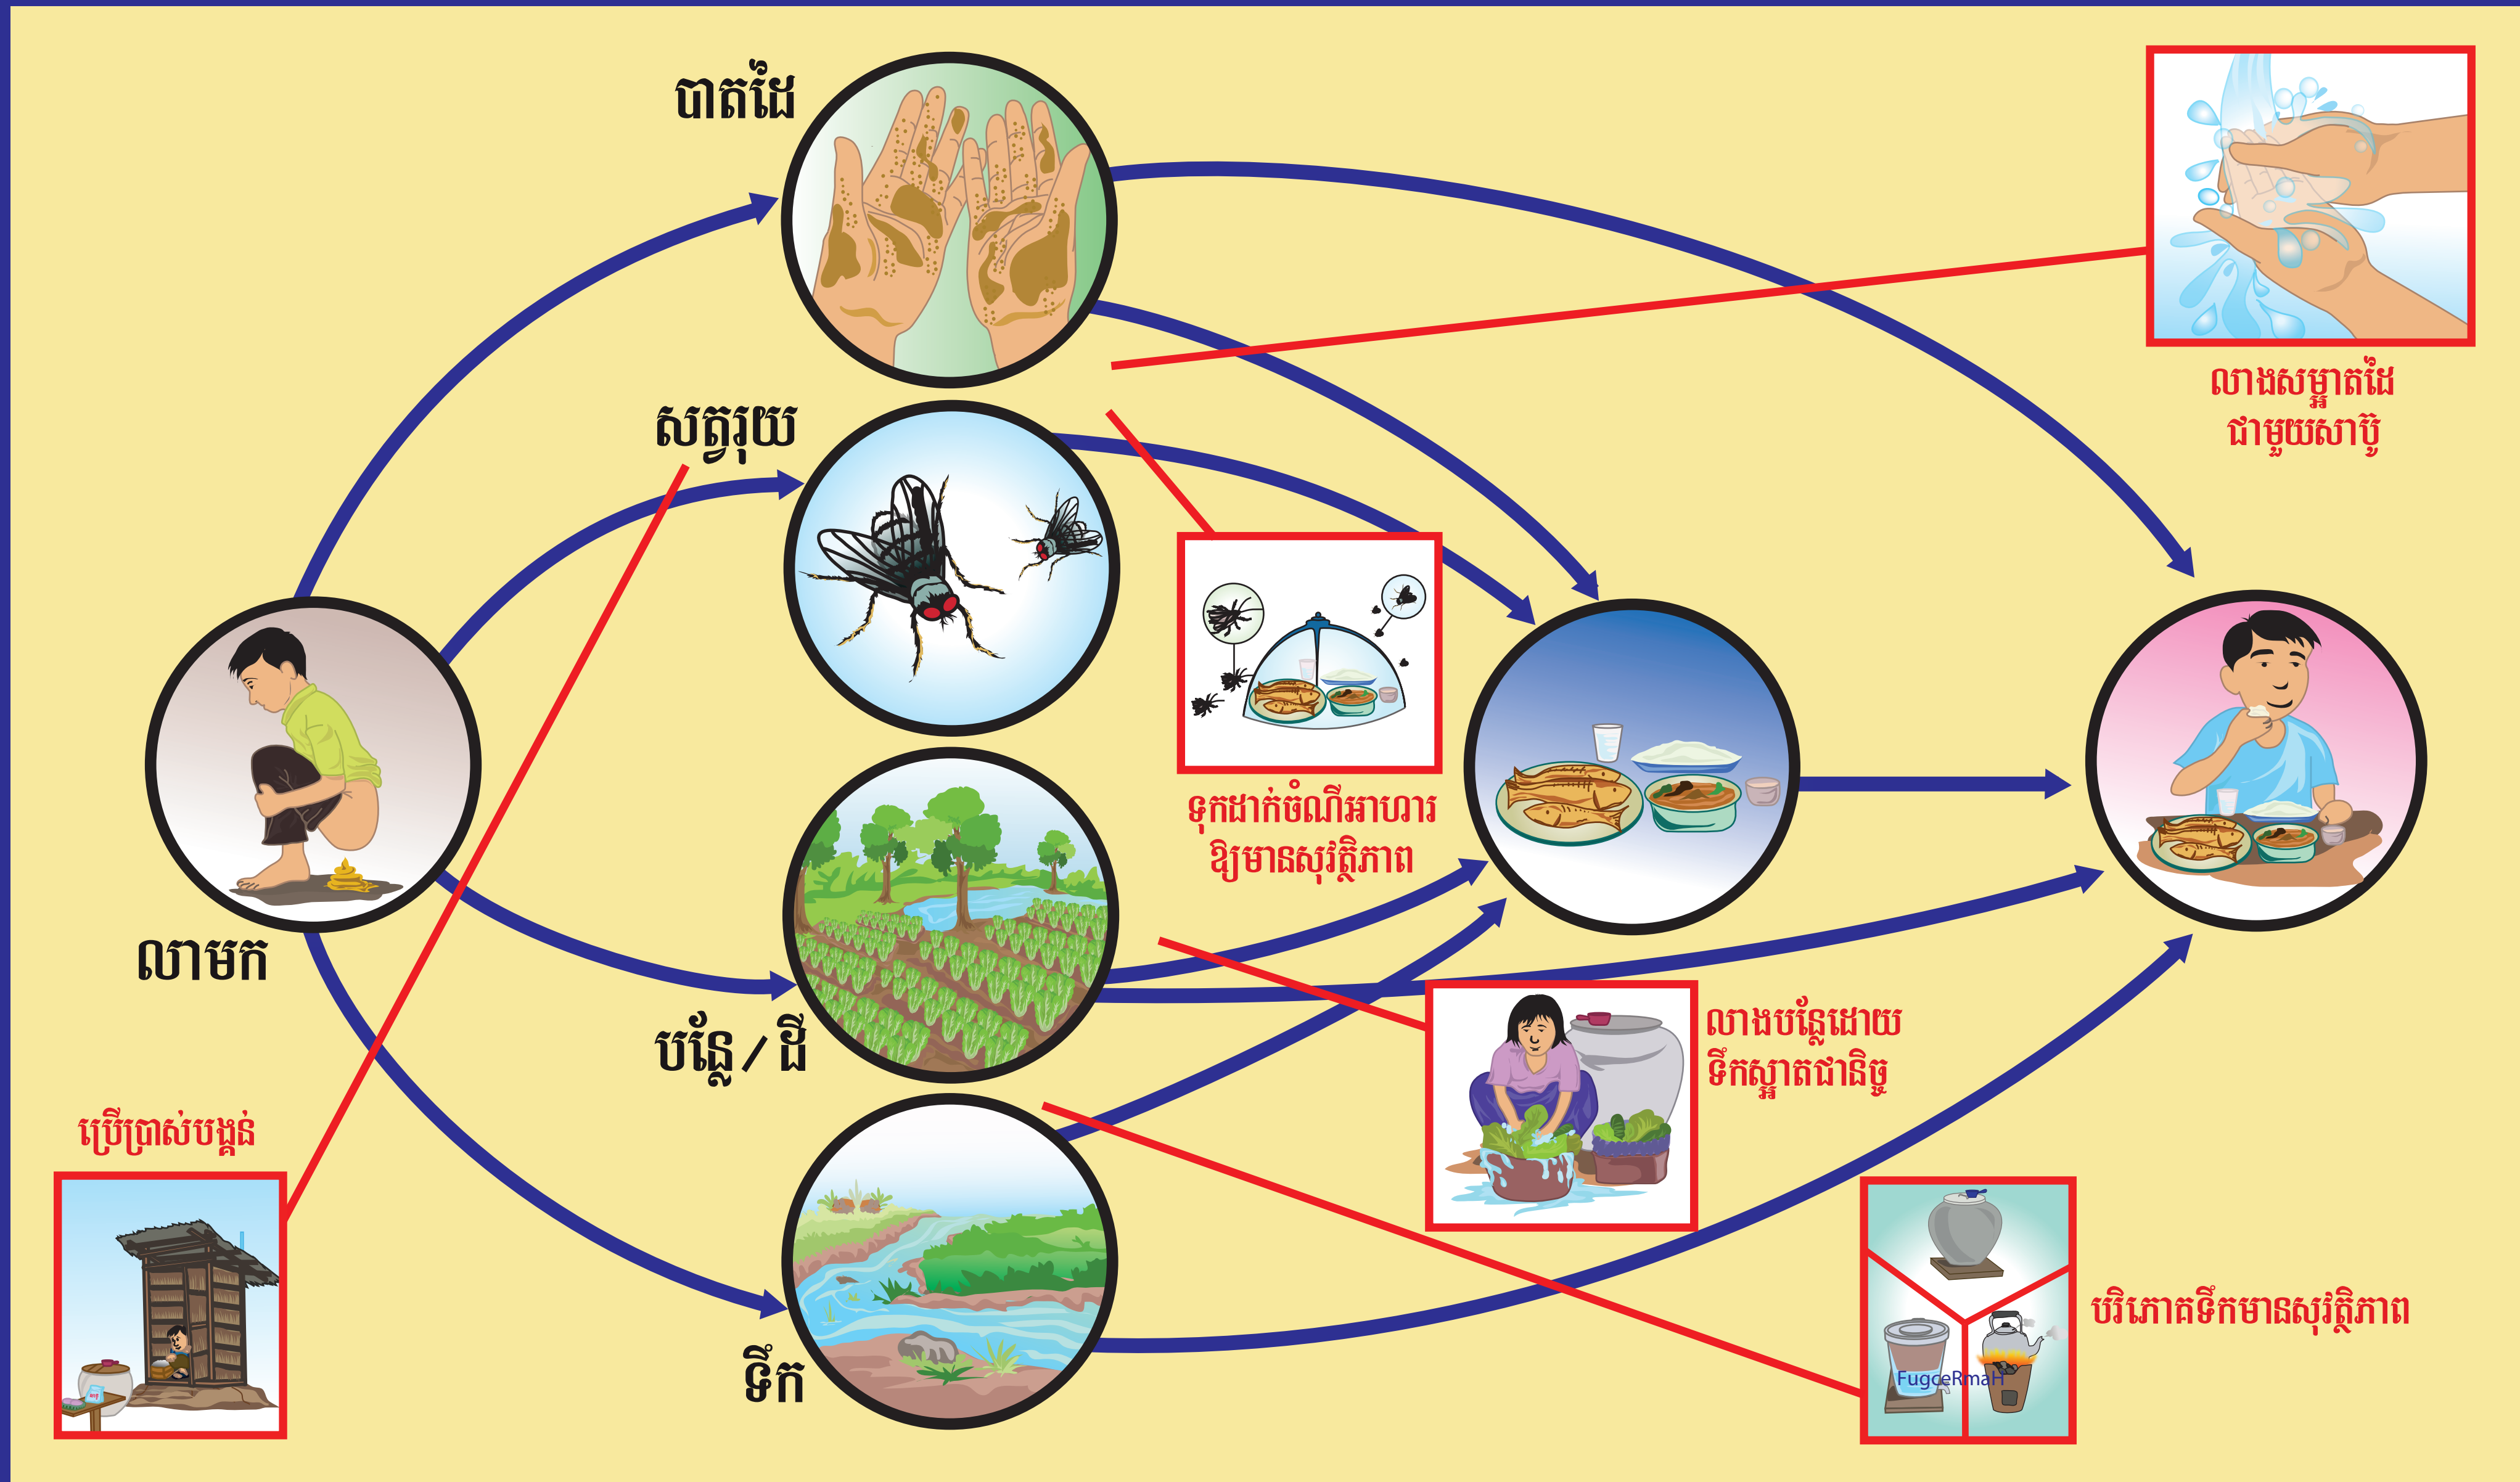 បាតដៃ
លាងសម្អាតដៃ
ជាមួយសាប៊ូ
សត្វរុយ
ទុកដាក់ចំណីអាហារ
ឱ្យមានសុវត្ថិភាព
លាមក
បន្លែ / ដី
លាងបន្លែដោយ
ទឹកស្អាតជានិច្ច
ប្រើប្រាស់បង្គន់
ទឹក
បរិភោគទឹកមានសុវត្ថិភាព
FugceRmaH